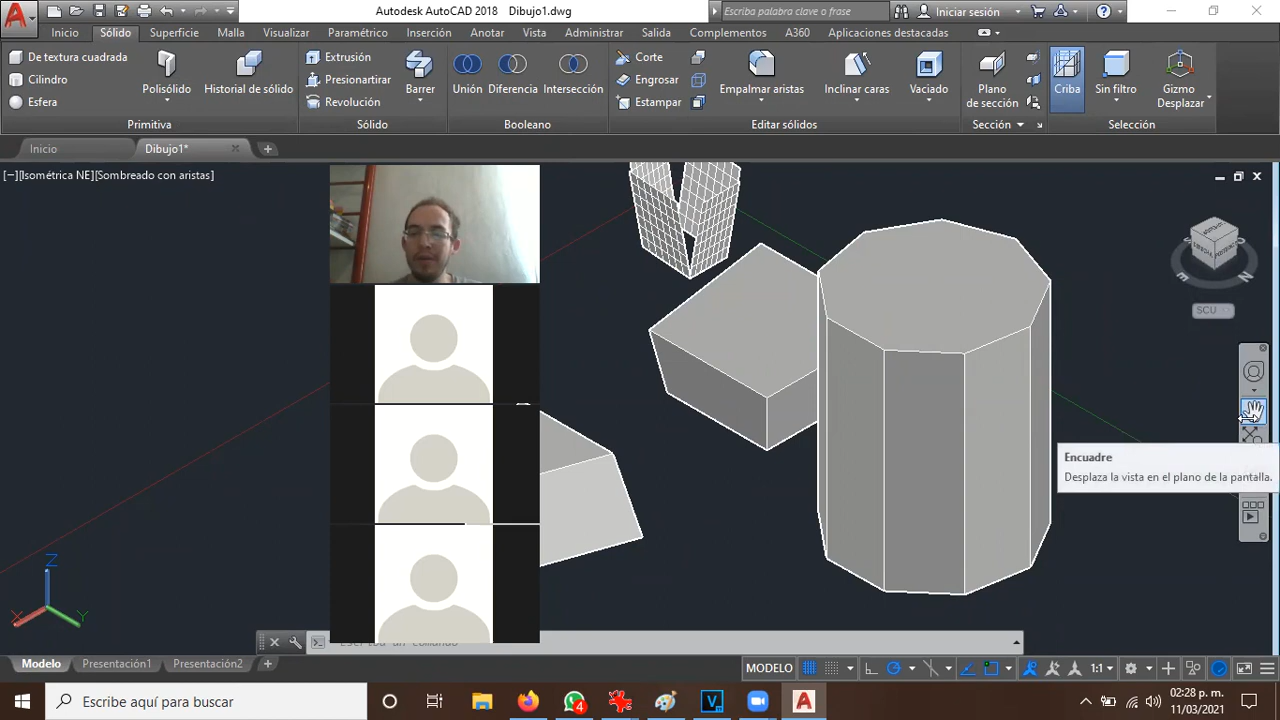 Autodesk AutoCAD 2018 Dibujo1.dwg
Escriba palabra clave o frase
Iniciar sesión
Inicio Sólido Superficie Malla Visualizar Paramétrico Inserción Anotar Vista Administrar Salida Complementos A360 Aplicaciones destacadas
De textura cuadrada
Cilindro
Esfera
Polisólido
Historial de sólido
Primitiva
Extrusión
Presionartirar
Revolución
Barrer
Sólido
Unión
Diferencia
Intersección
Booleano
Corte
Engrosar
Estampar
Empalmar aristas
Inclinar caras
Vaciado
Editar sólidos
Plano
de sección
Sección
Criba
Sin filtro
Gizmo
Desplazar
Selección
Inicio
Dibujo1*
[−][Isométrica NE][Sombreado con aristas]
E
SCU
Encuadre
Desplaza la vista en el plano de la pantalla.
Z
X
Y
Escriba un comando
Modelo Presentación1 Presentación2
MODELO
1:1
Escribe aquí para buscar
4
02:28 p. m.
11/03/2021